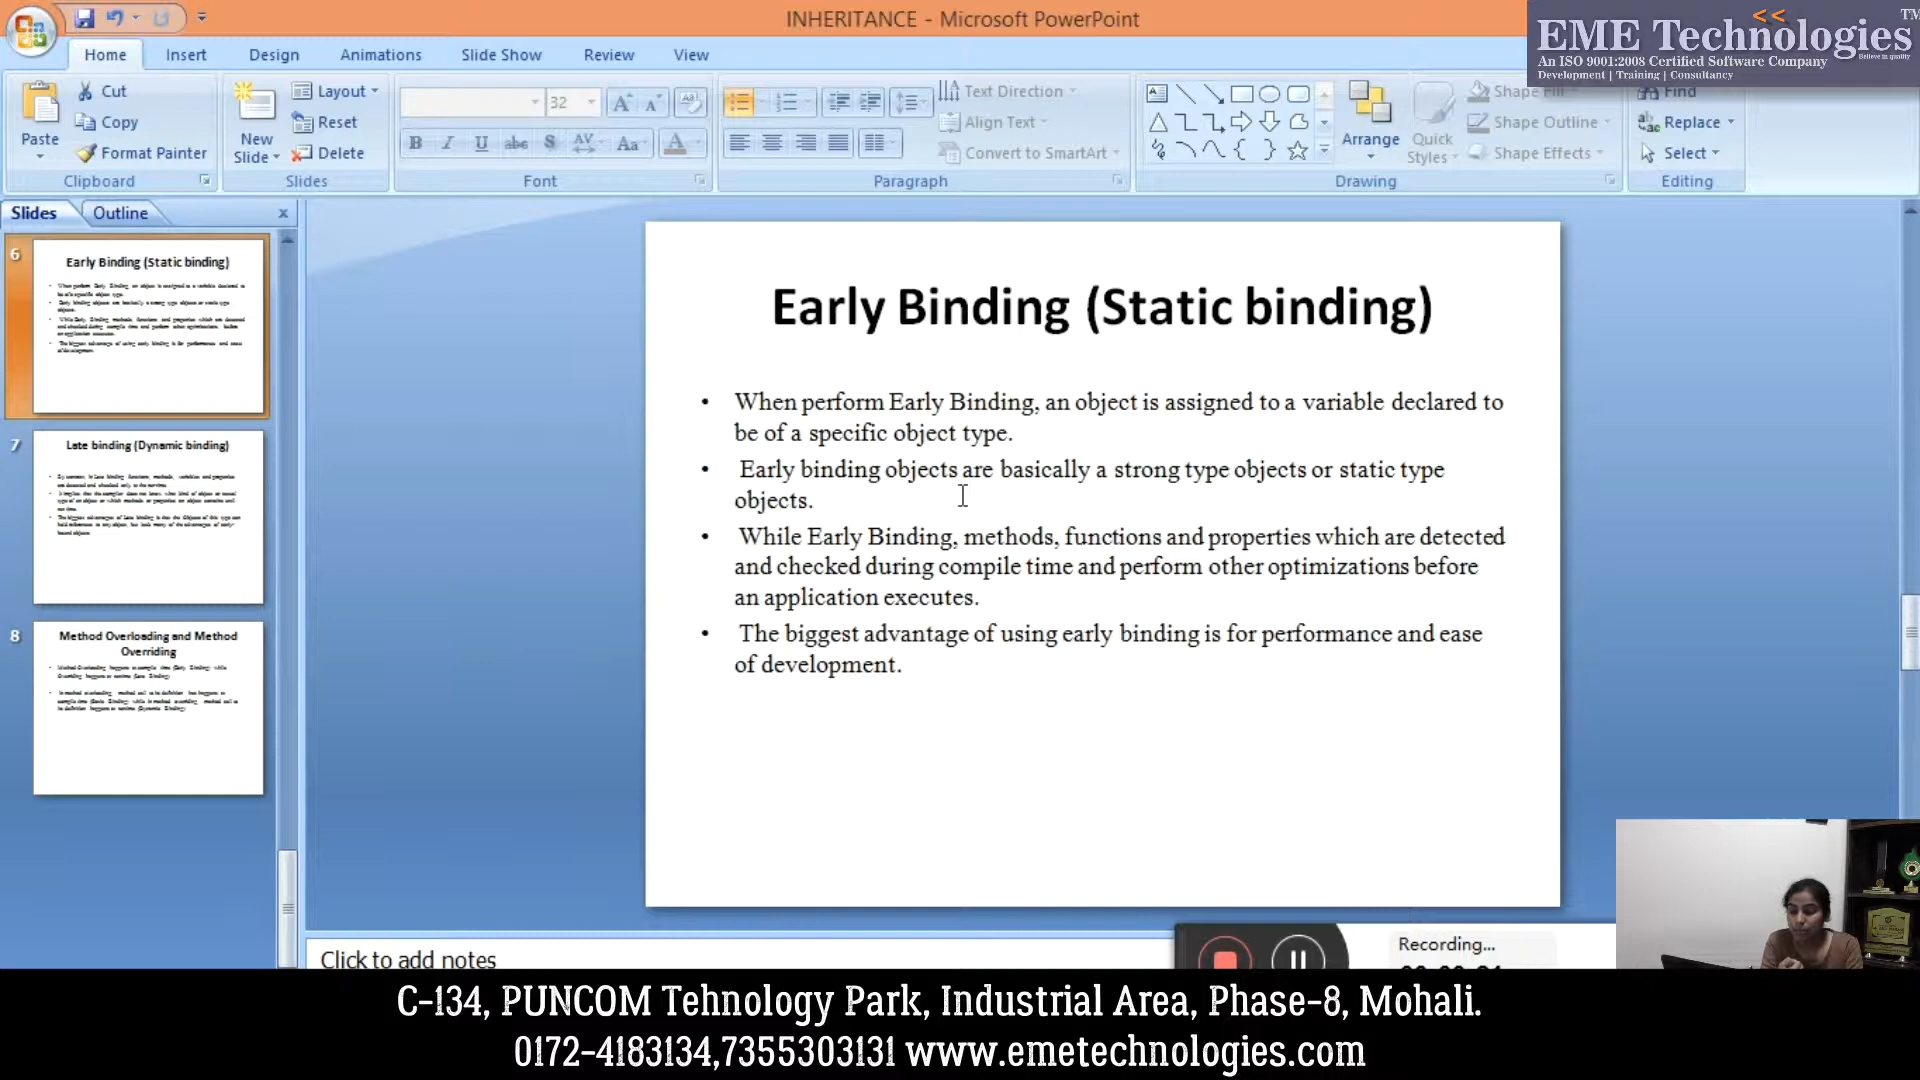 INHERITANCE - Microsoft PowerPoint
EME Technologies
TM
Believe in quality
An ISO 9001:2008 Certified Software Company
Development | Training | Consultancy
Home Insert Design Animations Slide Show Review View
Paste
Cut
Copy
Format Painter
Clipboard
New
Slide
Layout
Reset
Delete
Slides
32
Font
Text Direction
Align Text
Convert to SmartArt
Paragraph
Arrange
Quick
Styles
Shape Fill
Shape Outline
Shape Effects
Drawing
Find
Replace
Select
Editing
Slides Outline
6
Early Binding (Static binding)
7
Late binding (Dynamic binding)
8
Method Overloading and Method
Overriding
Early Binding (Static binding)
• When perform Early Binding, an object is assigned to a variable declared to
be of a specific object type.
• Early binding objects are basically a strong type objects or static type
objects.
• While Early Binding, methods, functions and properties which are detected
and checked during compile time and perform other optimizations before
an application executes.
• The biggest advantage of using early binding is for performance and ease
of development.
Click to add notes
Recording...
C-134, PUNCOM Tehnology Park, Industrial Area, Phase-8, Mohali.
0172-4183134,7355303131 www.emetechnologies.com